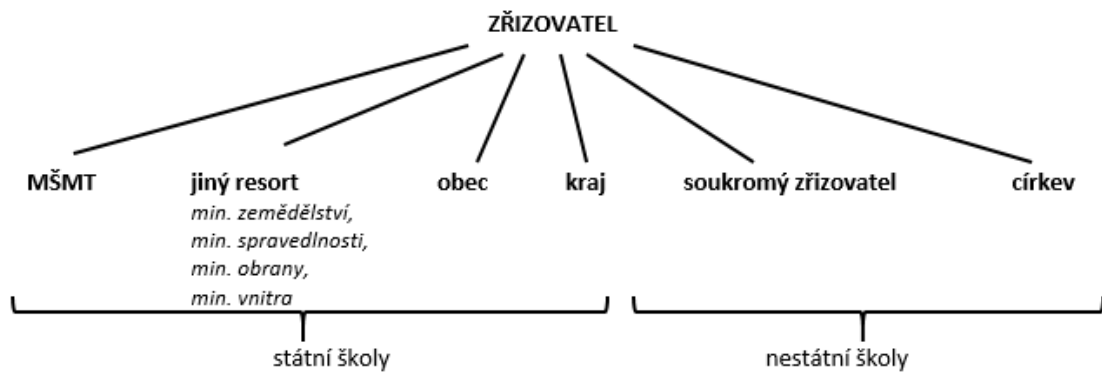 ZŘIZOVATEL
MŠMT jiný resort obec kraj soukromý zřizovatel církev
min. zemědělství,
min. spravedlnosti,
min. obrany,
min. vnitra
státní školy nestátní školy